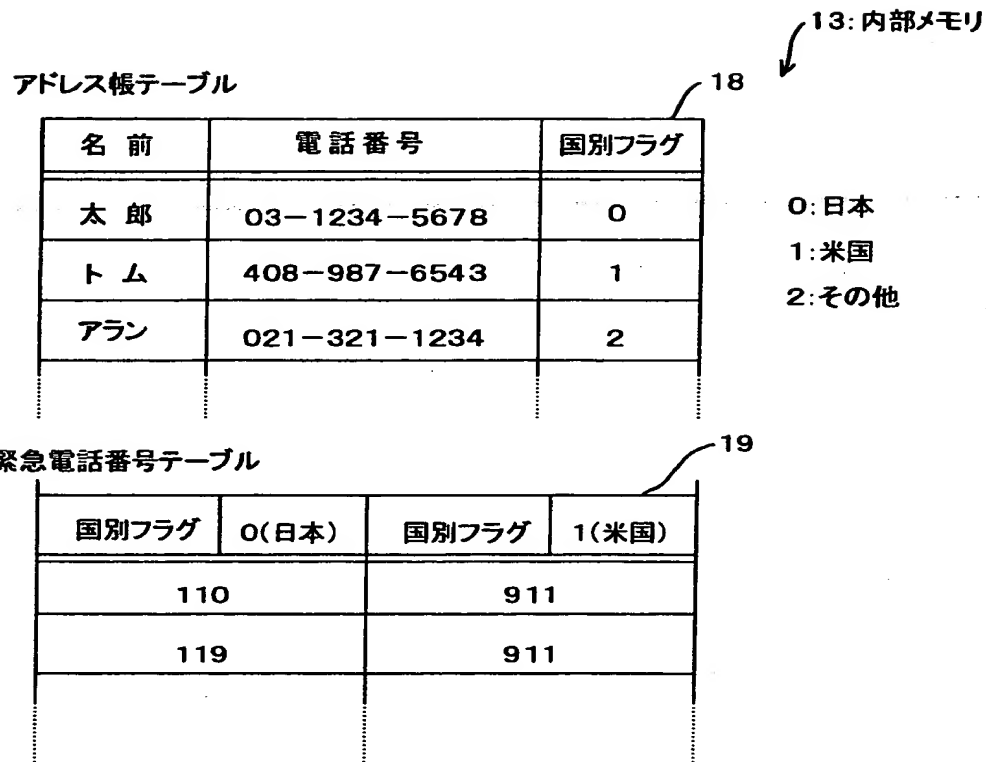 13:内部メモリ
アドレス帳テーブル
18
名 前 電話番号 国別フラグ
太 郎 03-1234-5678 0
ト ム 408-987-6543 1
アラン 021-321-1234 2
0:日本
1:米国
2:その他
緊急電話番号テーブル
19
国別フラグ 0(日本) 国別フラグ 1(米国)
110 911
119 911